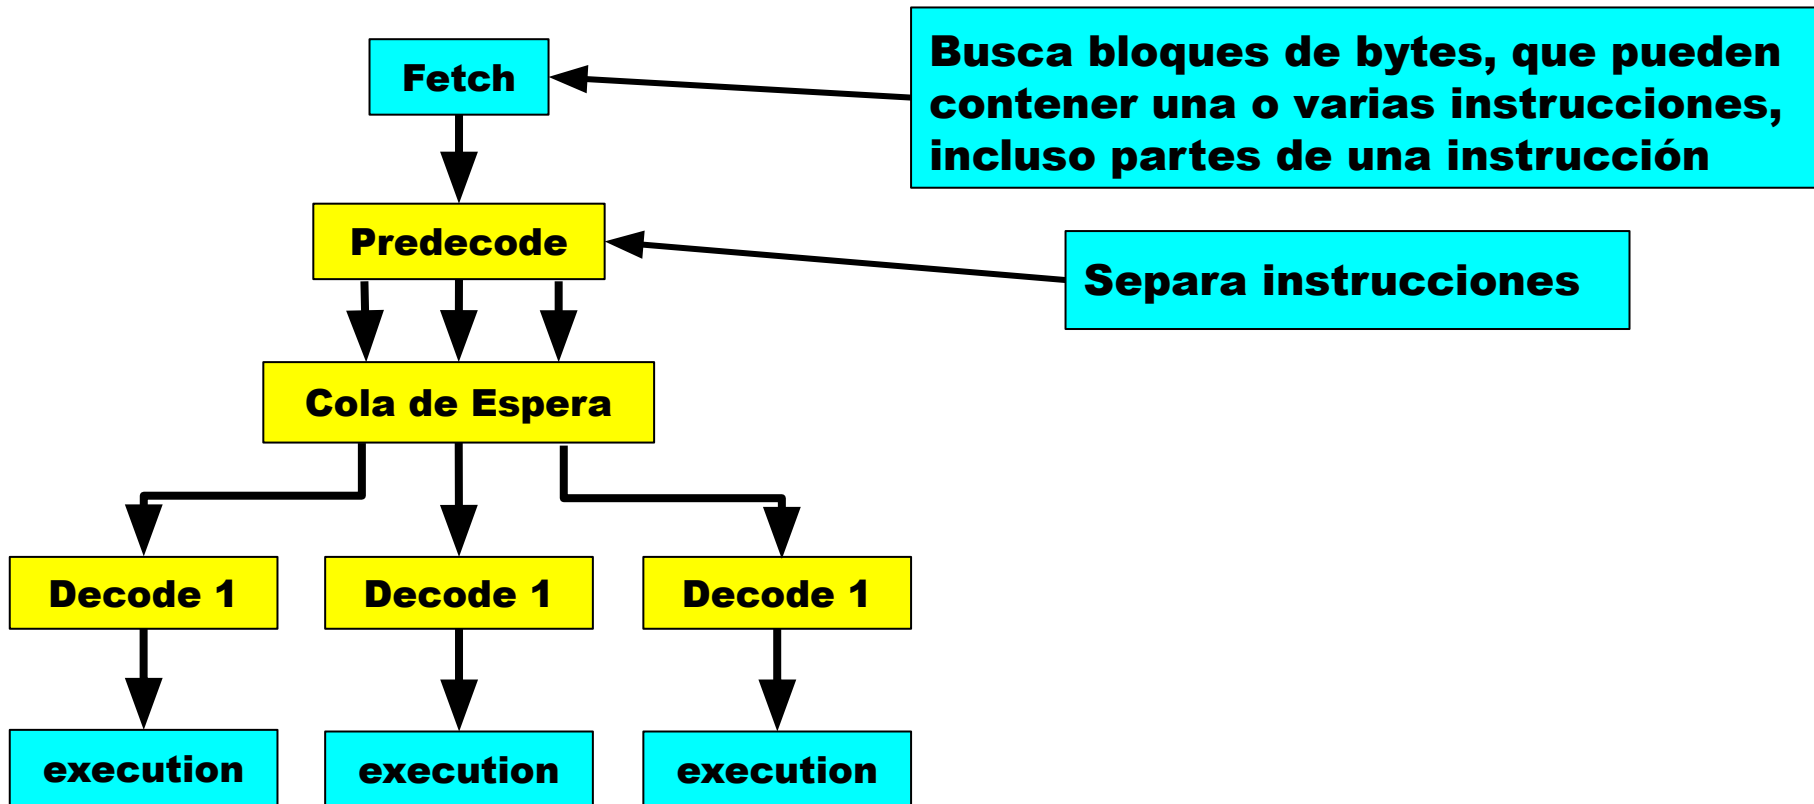 Fetch
Busca bloques de bytes, que pueden
contener una o varias instrucciones,
incluso partes de una instrucción
Predecode
Separa instrucciones
Cola de Espera
Decode 1
Decode 1
Decode 1
execution
execution
execution